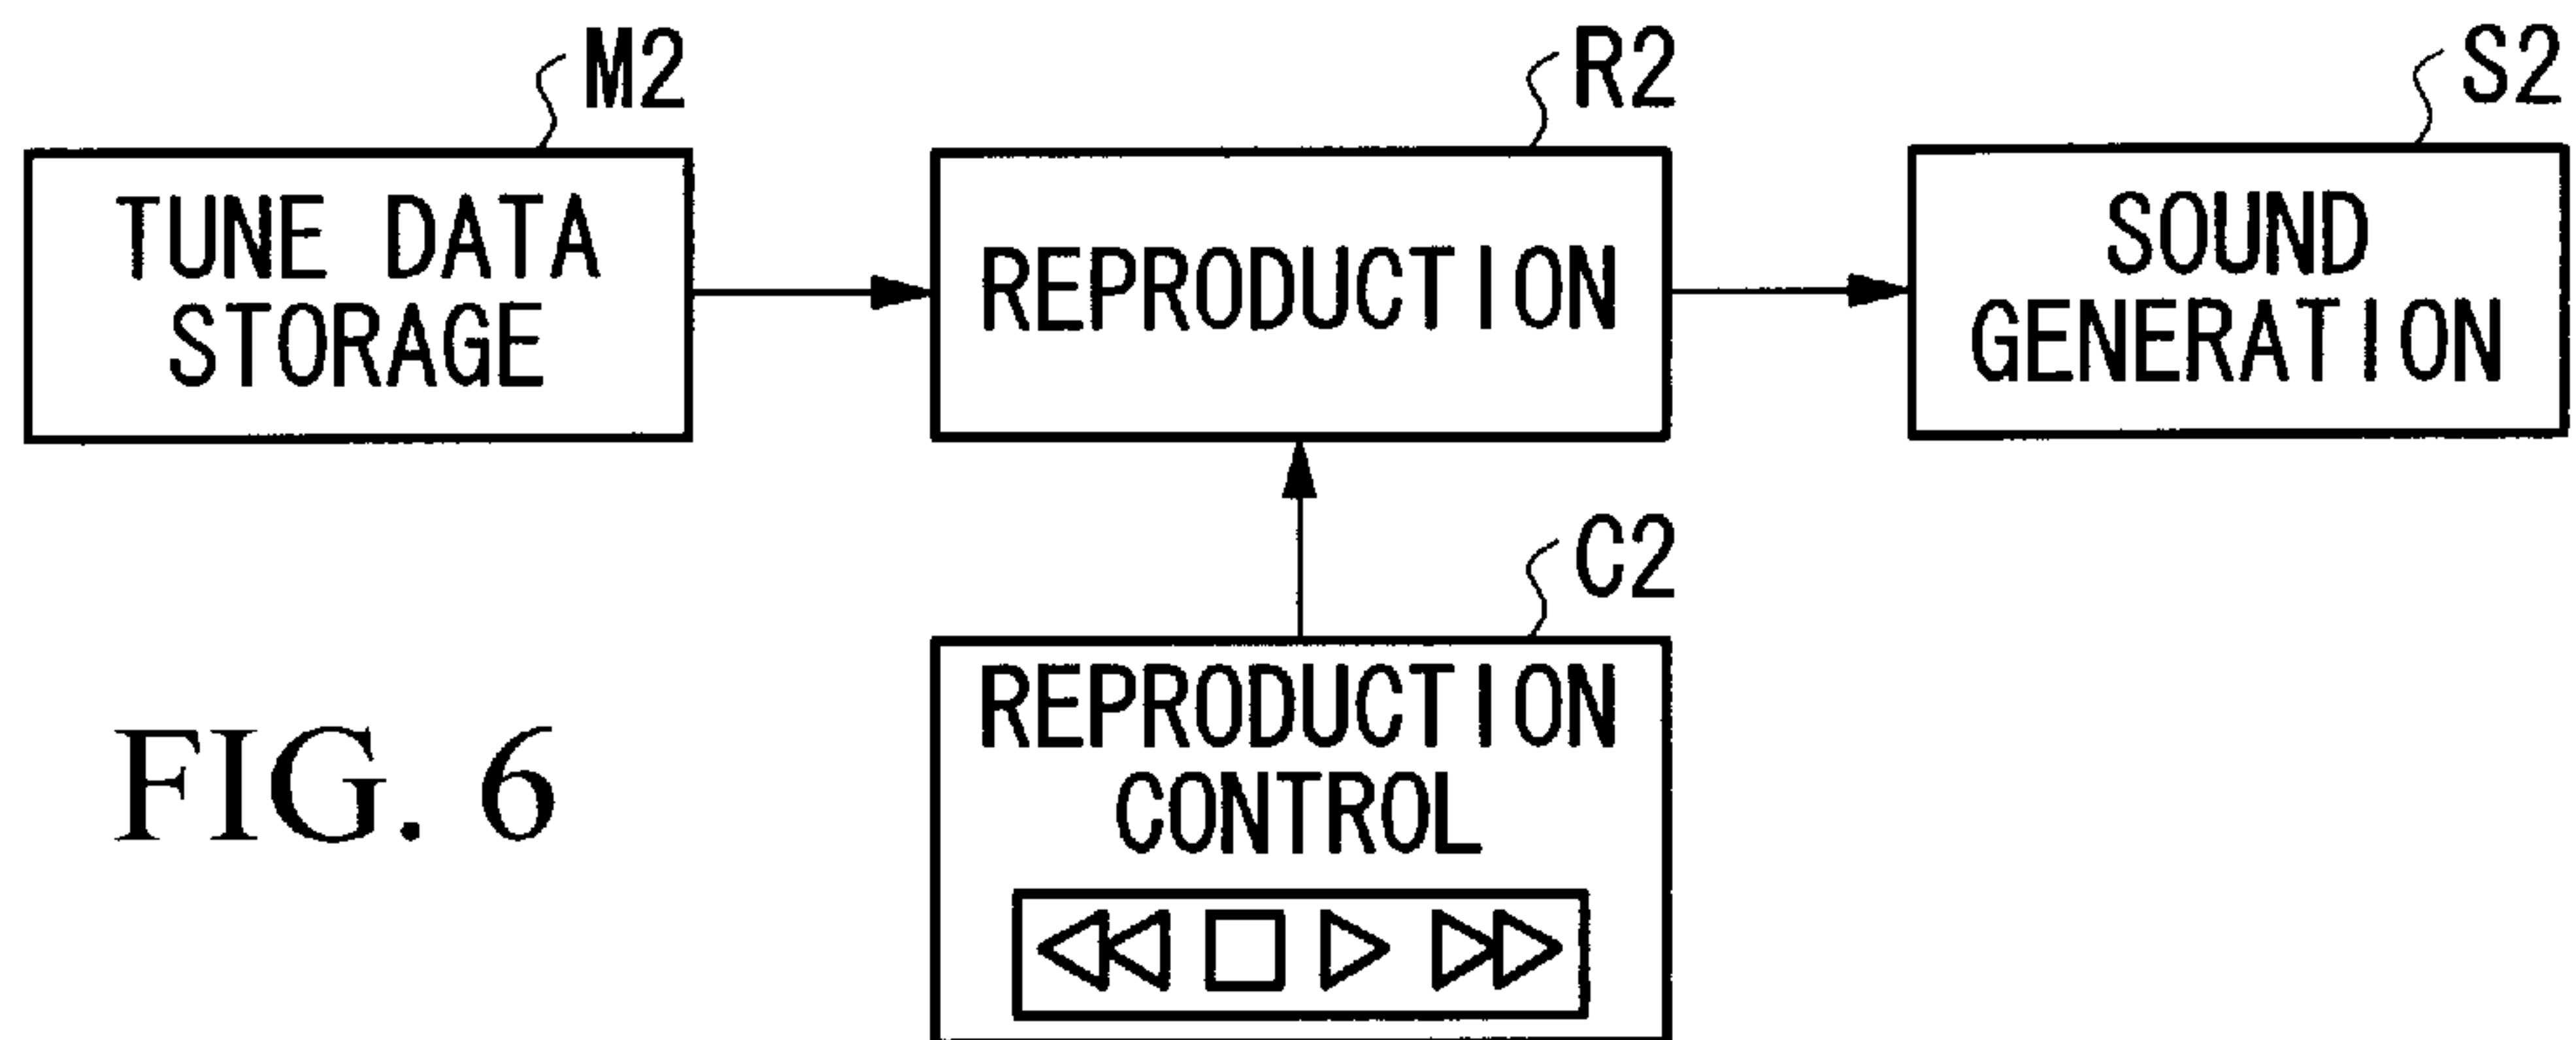 M2
R2
S2
TUNE DATA
STORAGE
REPRODUCTION
SOUND
GENERATION
C2
REPRODUCTION
CONTROL
FIG. 6